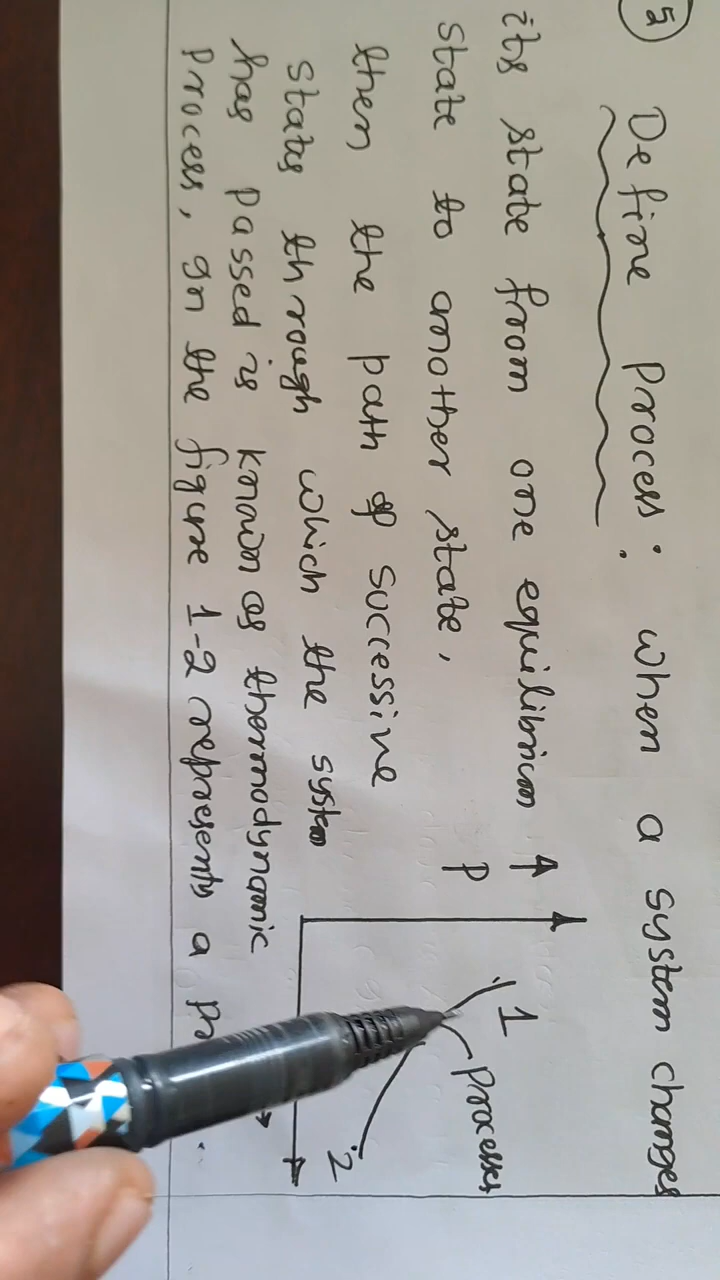 5 Define process: when a system changes
its state from one equilibrium
state to another state,
then the path of successive
states through which the system
has passed is known as thermodynamic
process, In the figure 1-2 represents a
P
1
processes
2